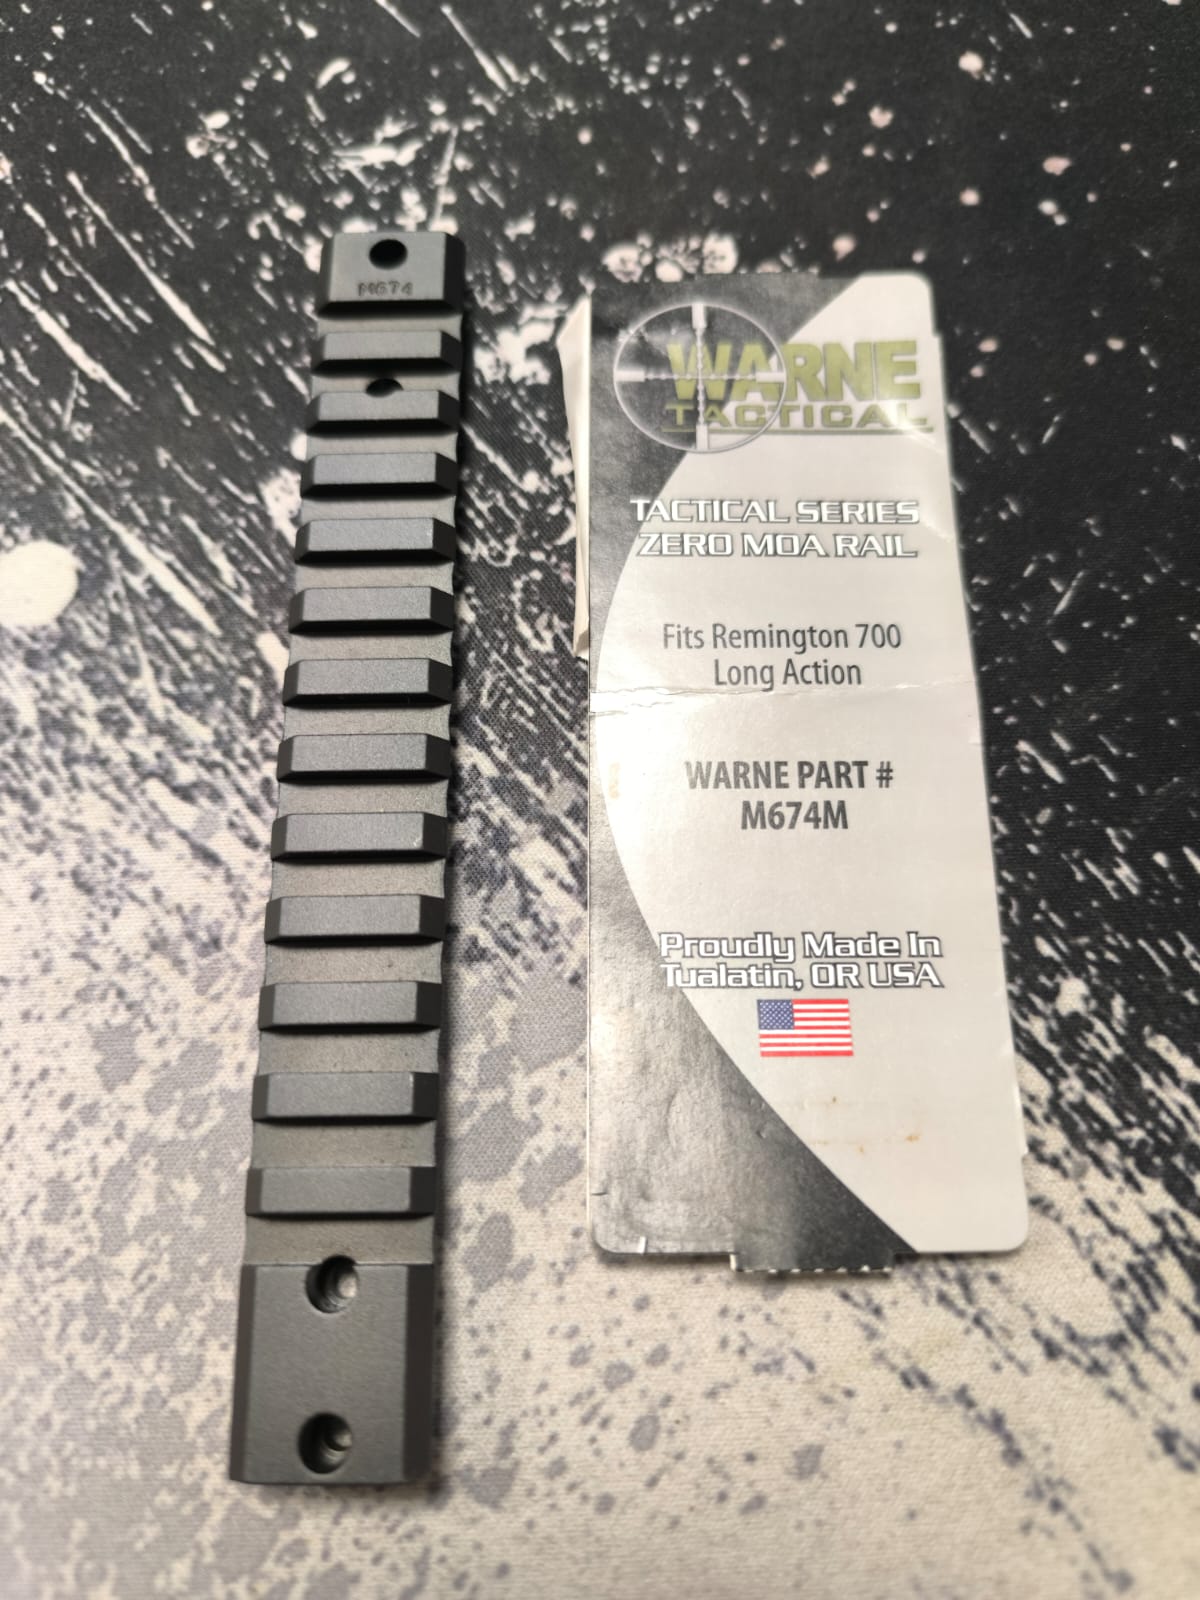 M674
WARNE
TACTICAL
TACTICAL SERIES
ZERO MOA RAIL
Fits Remington 700
Long Action
WARNE PART #
M674M
Proudly Made In
Tualatin, OR USA